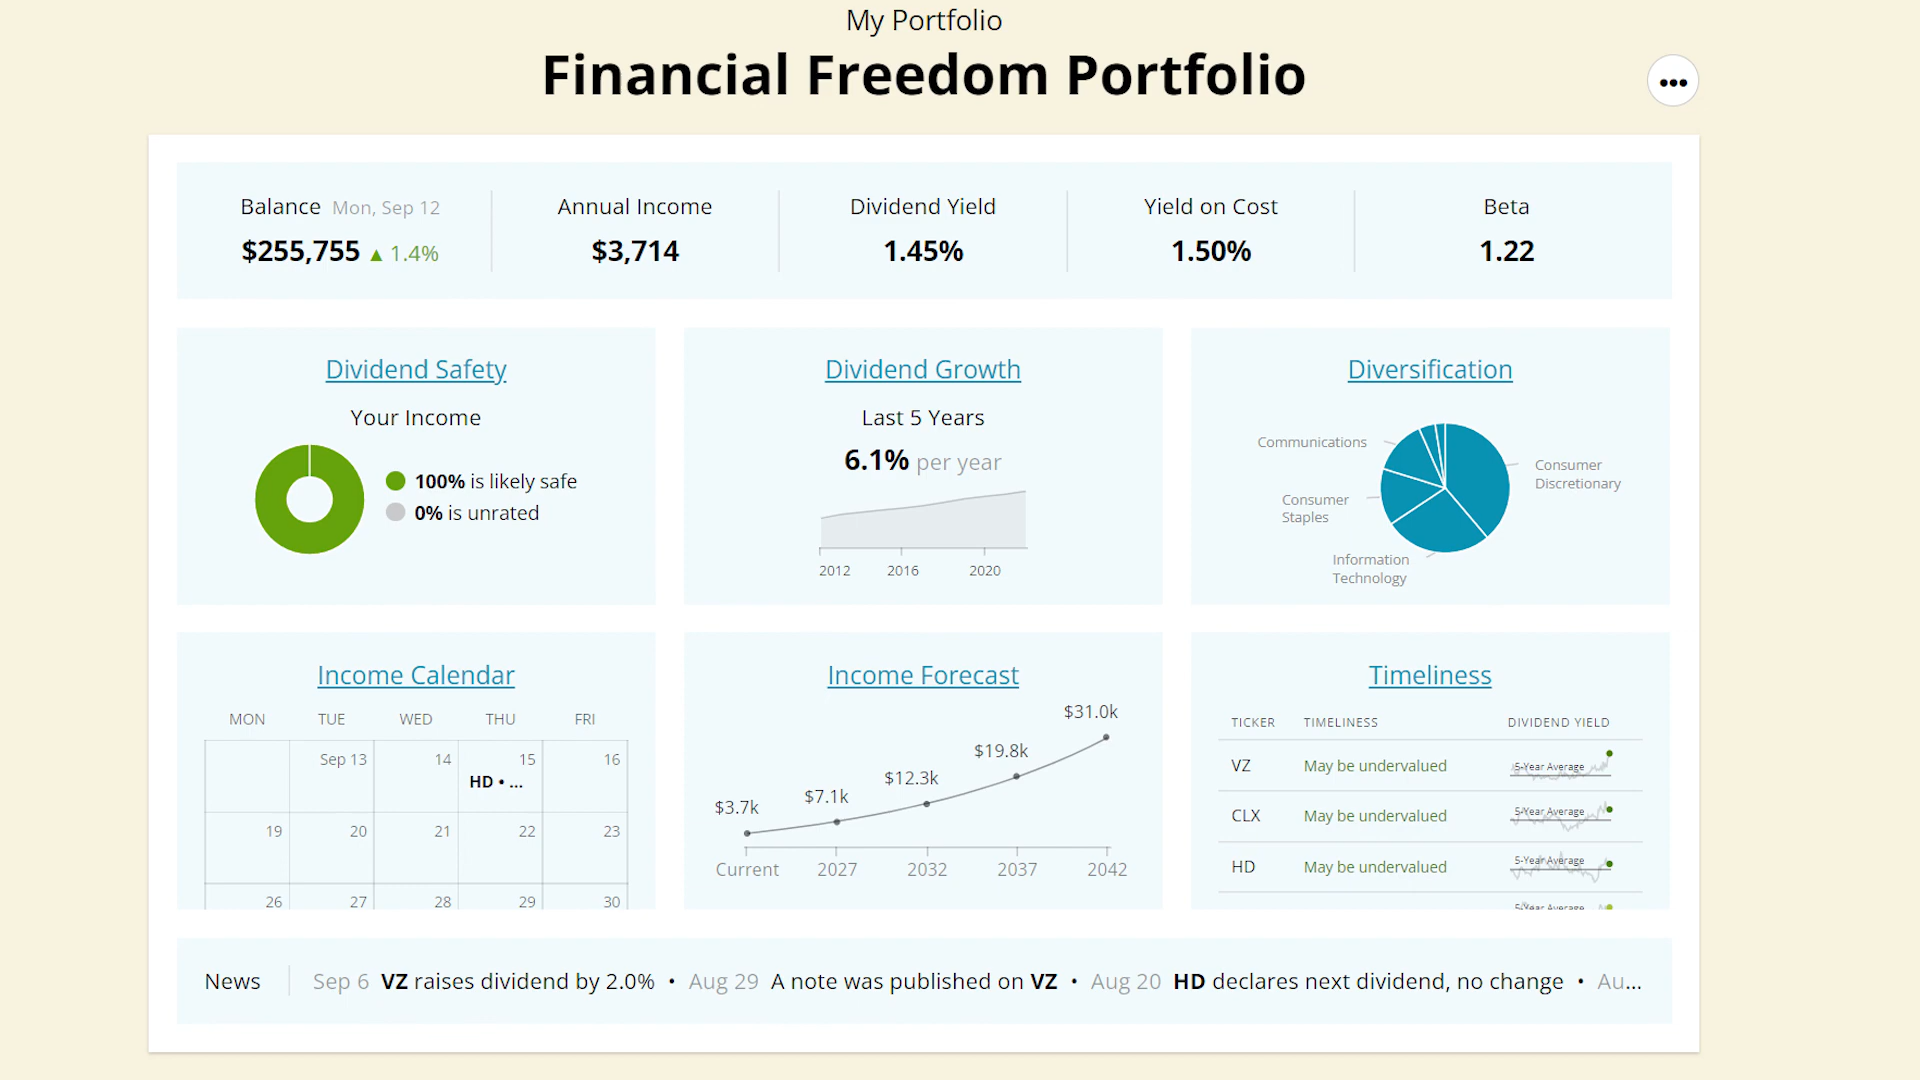 My Portfolio
Financial Freedom Portfolio
•••
Balance Mon, Sep 12
$255,755 ▲ 1.4%
Annual Income
$3,714
Dividend Yield
1.45%
Yield on Cost
1.50%
Beta
1.22
Dividend Safety
Your Income
100% is likely safe
0% is unrated
Dividend Growth
Last 5 Years
6.1% per year
2012 2016 2020
Diversification
Communications
Consumer
Discretionary
Consumer
Staples
Information
Technology
Income Calendar
MON TUE WED THU FRI
Sep 13 14 15 16
HD • ...
19 20 21 22 23
26 27 28 29 30
Income Forecast
$31.0k
$19.8k
$12.3k
$7.1k
$3.7k
Current 2027 2032 2037 2042
Timeliness
TICKER TIMELINESS DIVIDEND YIELD
VZ May be undervalued 5-Year Average
CLX May be undervalued 5-Year Average
HD May be undervalued 5-Year Average
5-Year Average
News Sep 6 VZ raises dividend by 2.0% • Aug 29 A note was published on VZ • Aug 20 HD declares next dividend, no change • Au...